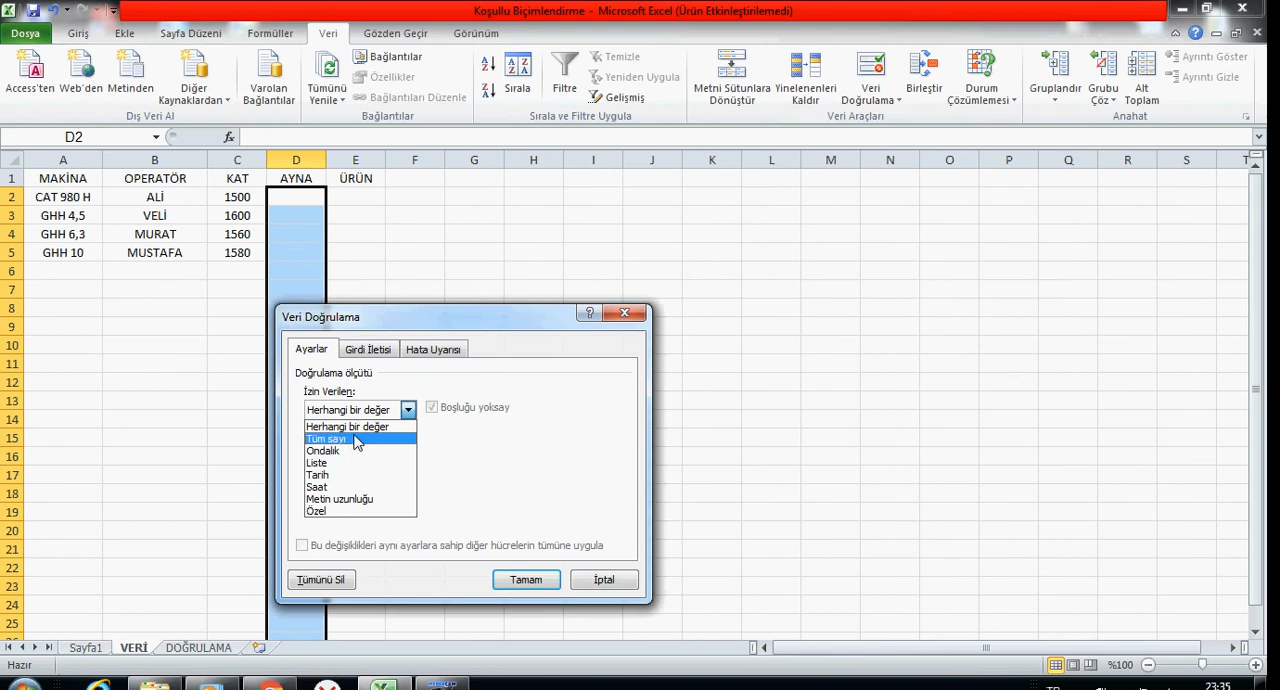 Koşullu Biçimlendirme - Microsoft Excel (Ürün Etkinleştirilemedi)
Dosya Giriş Ekle Sayfa Düzeni Formüller Veri Gözden Geçir Görünüm
Access'ten Web'den Metinden Diğer Kaynaklardan
Varolan Bağlantılar
Dış Veri Al
Tümünü Yenile
Bağlantılar
Özellikler
Bağlantıları Düzenle
Bağlantılar
Sırala
Filtre
Temizle
Yeniden Uygula
Gelişmiş
Sırala ve Filtre Uygula
Metni Sütunlara Dönüştür
Yinelenenleri Kaldır
Veri Doğrulama
Birleştir
Durum Çözümlemesi
Veri Araçları
Gruplandır
Grubu Çöz
Alt Toplam
Ayrıntı Göster
Ayrıntı Gizle
Anahat
D2 fx
A B C D E F G H I J K L M N O P Q R S T
1 MAKİNA OPERATÖR KAT AYNA ÜRÜN
2 CAT 980 H ALİ 1500
3 GHH 4,5 VELİ 1600
4 GHH 6,3 MURAT 1560
5 GHH 10 MUSTAFA 1580
6
7
8
9
10
11
12
13
14
15
16
17
18
19
20
21
22
23
24
25
Veri Doğrulama
Ayarlar Girdi İletisi Hata Uyarısı
Doğrulama ölçütü
İzin Verilen:
Herhangi bir değer Boşluğu yoksay
Herhangi bir değer
Tüm sayı
Ondalık
Liste
Tarih
Saat
Metin uzunluğu
Özel
Bu değişiklikleri aynı ayarlara sahip diğer hücrelerin tümüne uygula
Tümünü Sil Tamam İptal
Sayfa1 VERİ DOĞRULAMA
Hazır %100
23:35